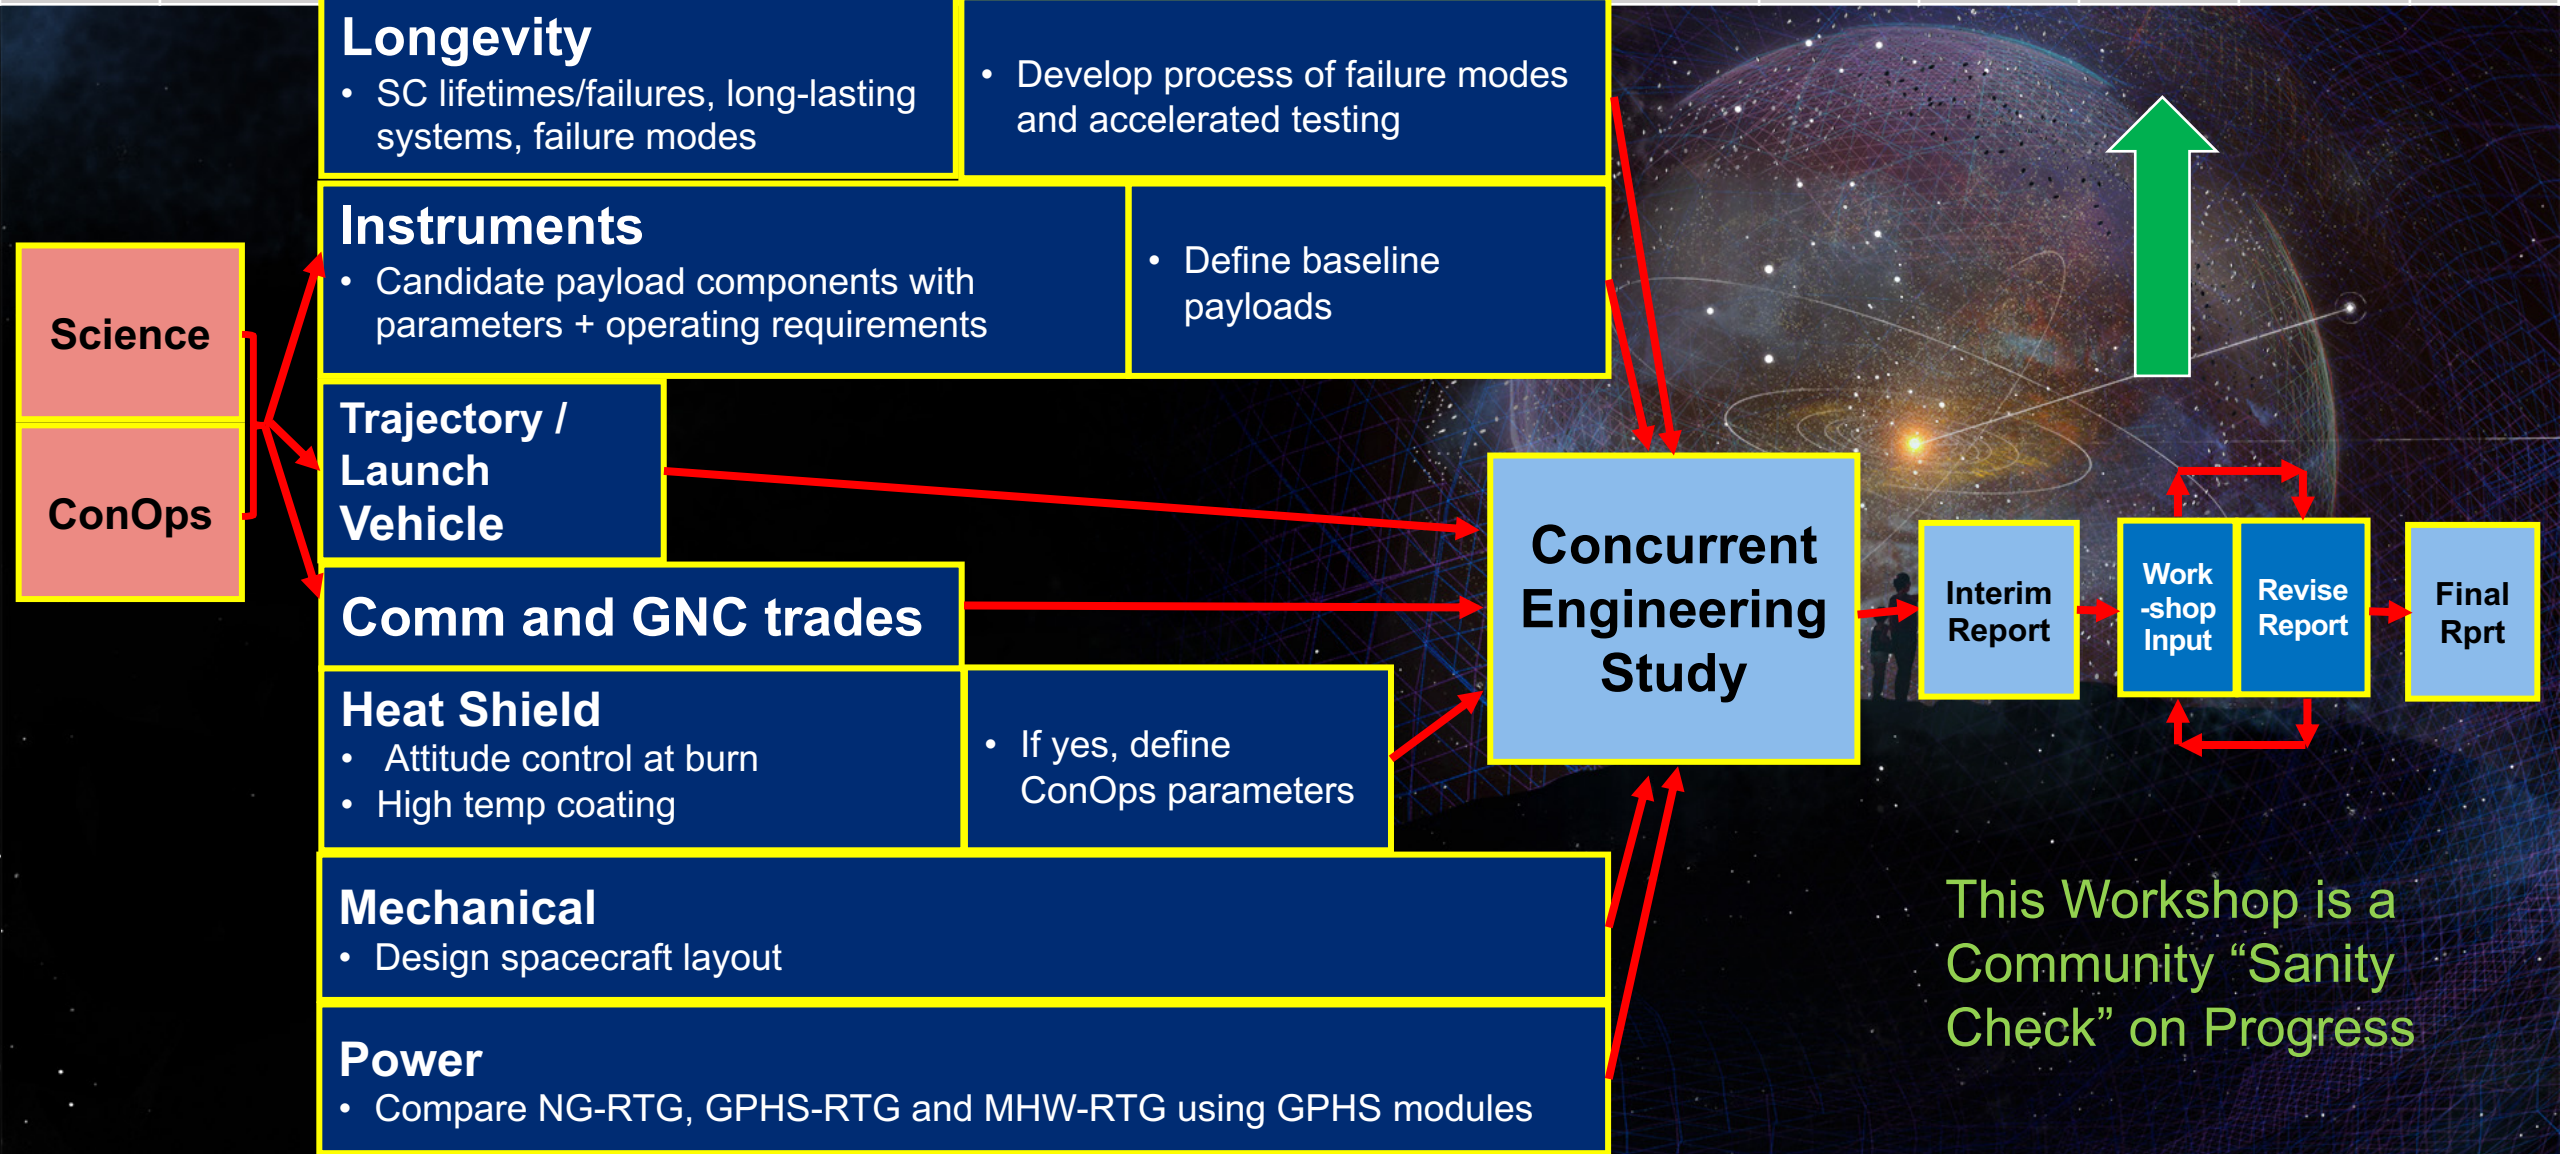 Longevity
• SC lifetimes/failures, long-lasting
systems, failure modes
• Develop process of failure modes
and accelerated testing
Instruments
• Candidate payload components with
parameters + operating requirements
• Define baseline
payloads
Science
ConOps
Trajectory /
Launch
Vehicle
Comm and GNC trades
Heat Shield
• Attitude control at burn
• High temp coating
• If yes, define
ConOps parameters
Mechanical
• Design spacecraft layout
Power
• Compare NG-RTG, GPHS-RTG and MHW-RTG using GPHS modules
Concurrent
Engineering
Study
Interim
Report
Work
-shop
Input
Revise
Report
Final
Rprt
This Workshop is a
Community “Sanity
Check” on Progress